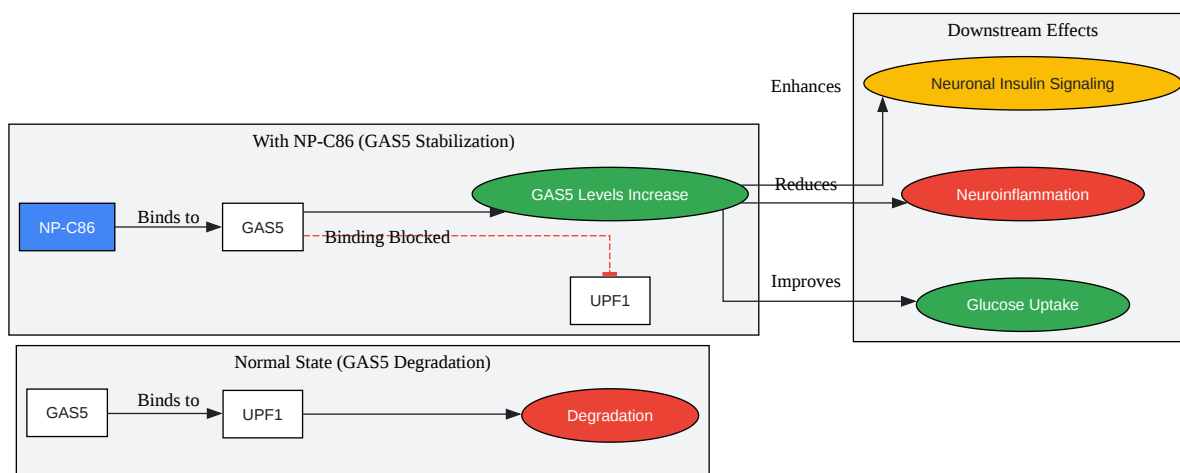 Downstream Effects
Enhances
Neuronal Insulin Signaling
With NP-C86 (GAS5 Stabilization)
GAS5 Levels Increase
Reduces
Neuroinflammation
NP-C86
Binds to
GAS5
Binding Blocked
UPF1
Improves
Glucose Uptake
Normal State (GAS5 Degradation)
GAS5
Binds to
UPF1
Degradation